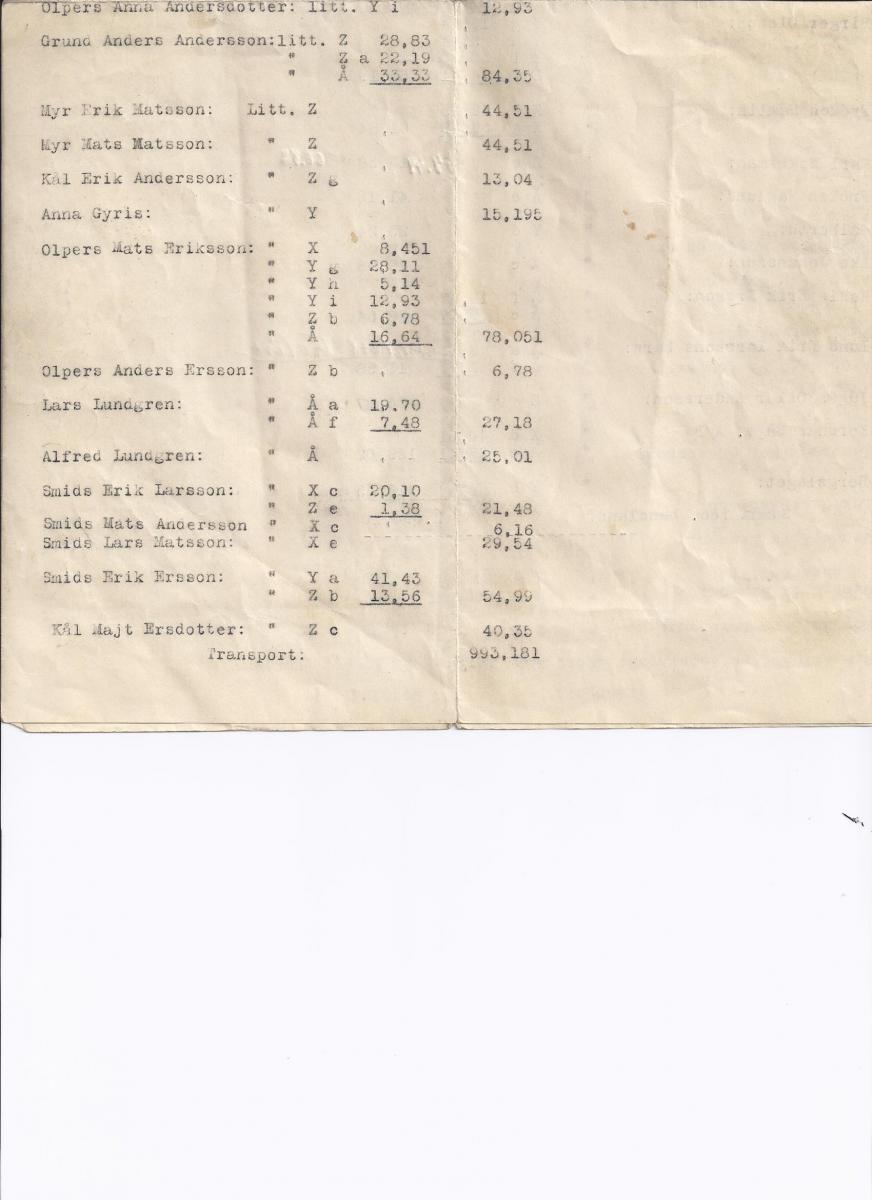 Olpers Anna Andersdotter: litt. Y i 12,93
Grund Anders Andersson:litt. Z 28,83
" Z a 22,19
" Å 33,33 84,35
Myr Erik Matsson: Litt. Z 44,51
Myr Mats Matsson: " Z 44,51
Kål Erik Andersson: " Z g 13,04
Anna Gyris: " Y 15,195
Olpers Mats Eriksson: " X 8,451
" Y g 28,11
" Y h 5,14
" Y i 12,93
" Z b 6,78
" Å 16,64 78,051
Olpers Anders Ersson: " Z b 6,78
Lars Lundgren: " Å a 19,70
" Å f 7,48 27,18
Alfred Lundgren: " Å 25,01
Smids Erik Larsson: " X c 20,10
" Z e 1,38 21,48
Smids Mats Andersson " X c 6,16
Smids Lars Matsson: " X e 29,54
Smids Erik Ersson: " Y a 41,43
" Z b 13,56 54,99
Kål Majt Ersdotter: " Z c 40,35
Transport: 993,181